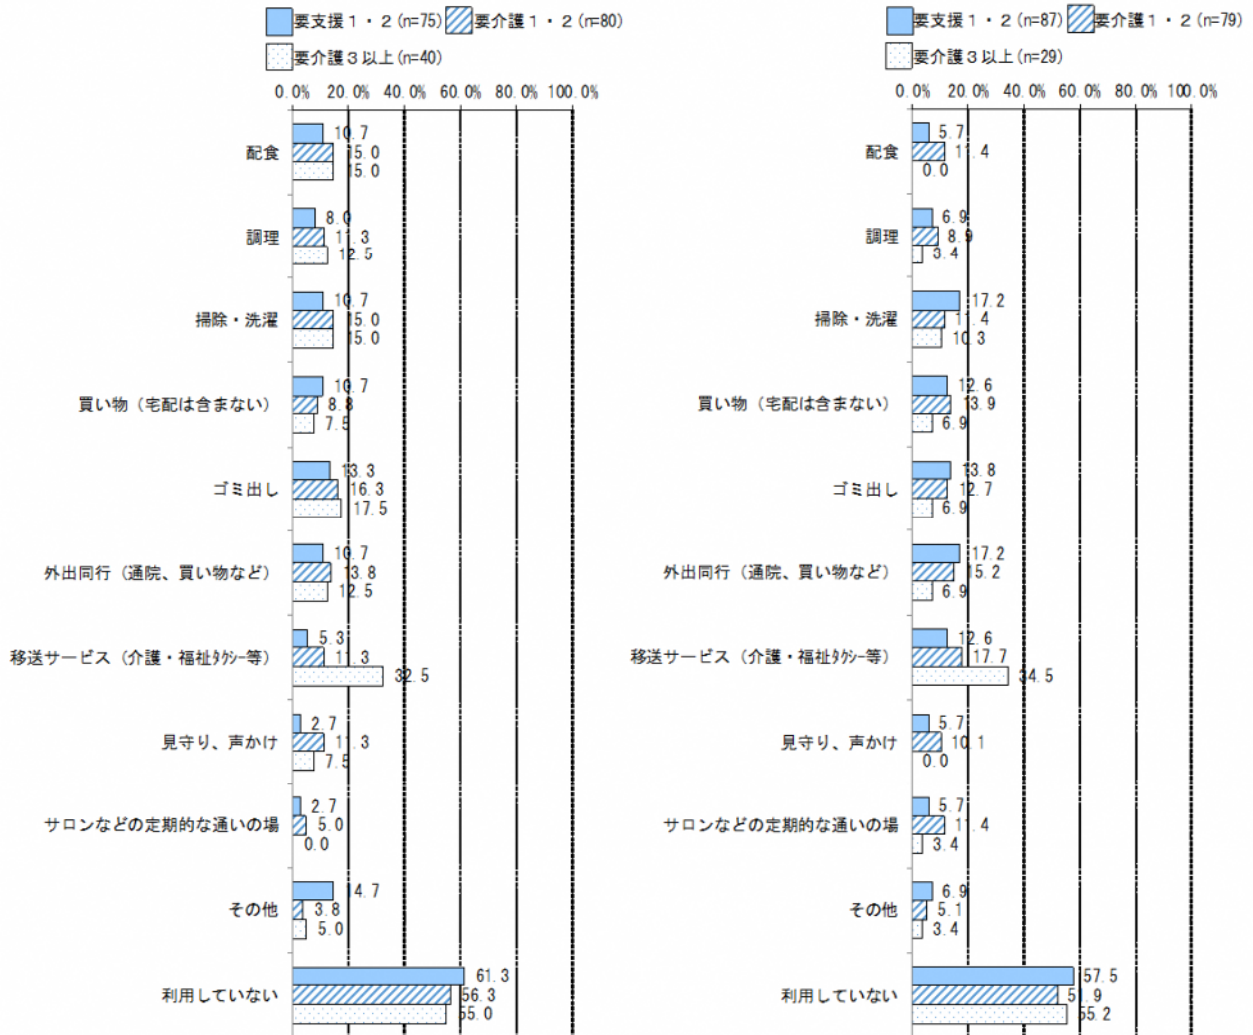 要支援１・２(n=75) 要介護１・２(n=80)
要介護３以上(n=40)
0.0% 20.0% 40.0% 60.0% 80.0% 100.0%
配食
10.7
15.0
15.0
調理
8.0
11.3
12.5
掃除・洗濯
10.7
15.0
15.0
買い物（宅配は含まない）
10.7
8.8
7.5
ゴミ出し
13.3
16.3
17.5
外出同行（通院、買い物など）
10.7
13.8
12.5
移送サービス（介護・福祉ﾀｸｼｰ等）
5.3
11.3
32.5
見守り、声かけ
2.7
11.3
7.5
サロンなどの定期的な通いの場
2.7
5.0
0.0
その他
14.7
3.8
5.0
利用していない
61.3
56.3
55.0
要支援１・２(n=87) 要介護１・２(n=79)
要介護３以上(n=29)
0.0% 20.0% 40.0% 60.0% 80.0% 100.0%
配食
5.7
11.4
0.0
調理
6.9
8.9
3.4
掃除・洗濯
17.2
11.4
10.3
買い物（宅配は含まない）
12.6
13.9
6.9
ゴミ出し
13.8
12.7
6.9
外出同行（通院、買い物など）
17.2
15.2
6.9
移送サービス（介護・福祉ﾀｸｼｰ等）
12.6
17.7
34.5
見守り、声かけ
5.7
10.1
0.0
サロンなどの定期的な通いの場
5.7
11.4
3.4
その他
6.9
5.1
3.4
利用していない
57.5
51.9
55.2